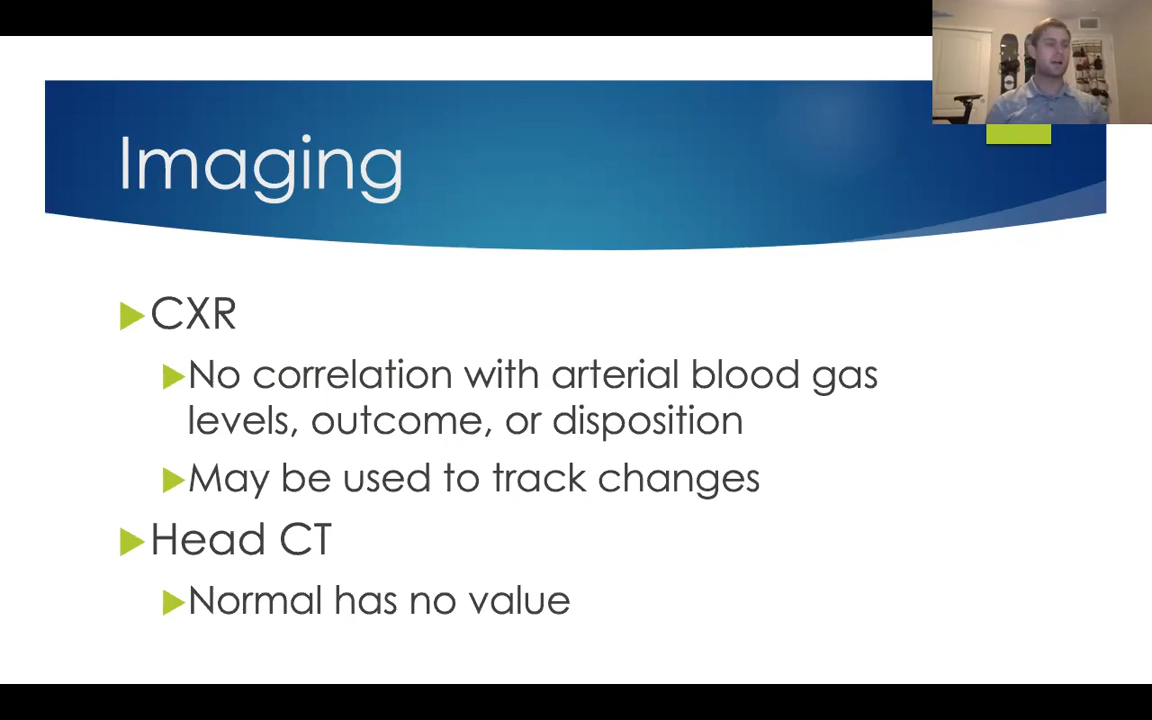 Imaging
CXR
No correlation with arterial blood gas
levels, outcome, or disposition
May be used to track changes
Head CT
Normal has no value